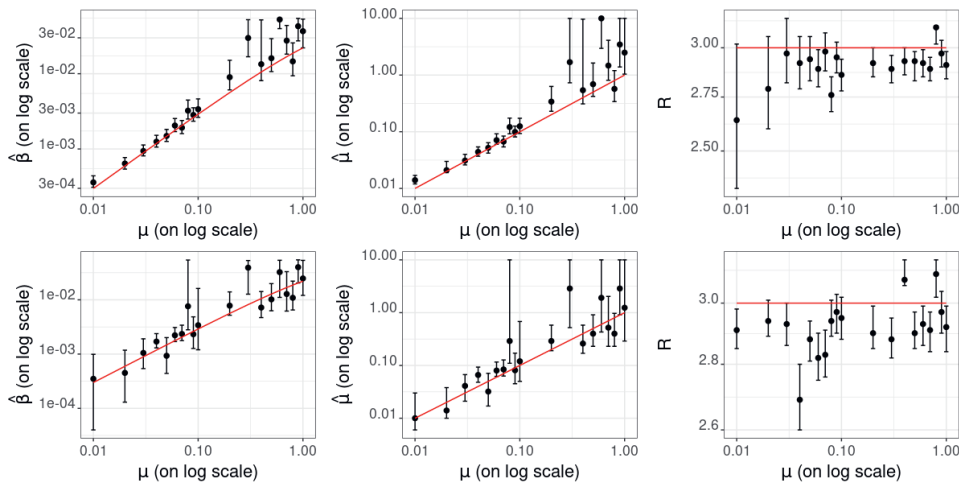 3e-02
1e-02
3e-03
1e-03
3e-04
β̂ (on log scale)
0.01 0.10 1.00
μ (on log scale)
10.00
1.00
0.10
0.01
μ̂ (on log scale)
0.01 0.10 1.00
μ (on log scale)
3.00
2.75
2.50
R
0.01 0.10 1.00
μ (on log scale)
1e-02
1e-03
1e-04
β̂ (on log scale)
0.01 0.10 1.00
μ (on log scale)
10.00
1.00
0.10
0.01
μ̂ (on log scale)
0.01 0.10 1.00
μ (on log scale)
3.0
2.8
2.6
R
0.01 0.10 1.00
μ (on log scale)